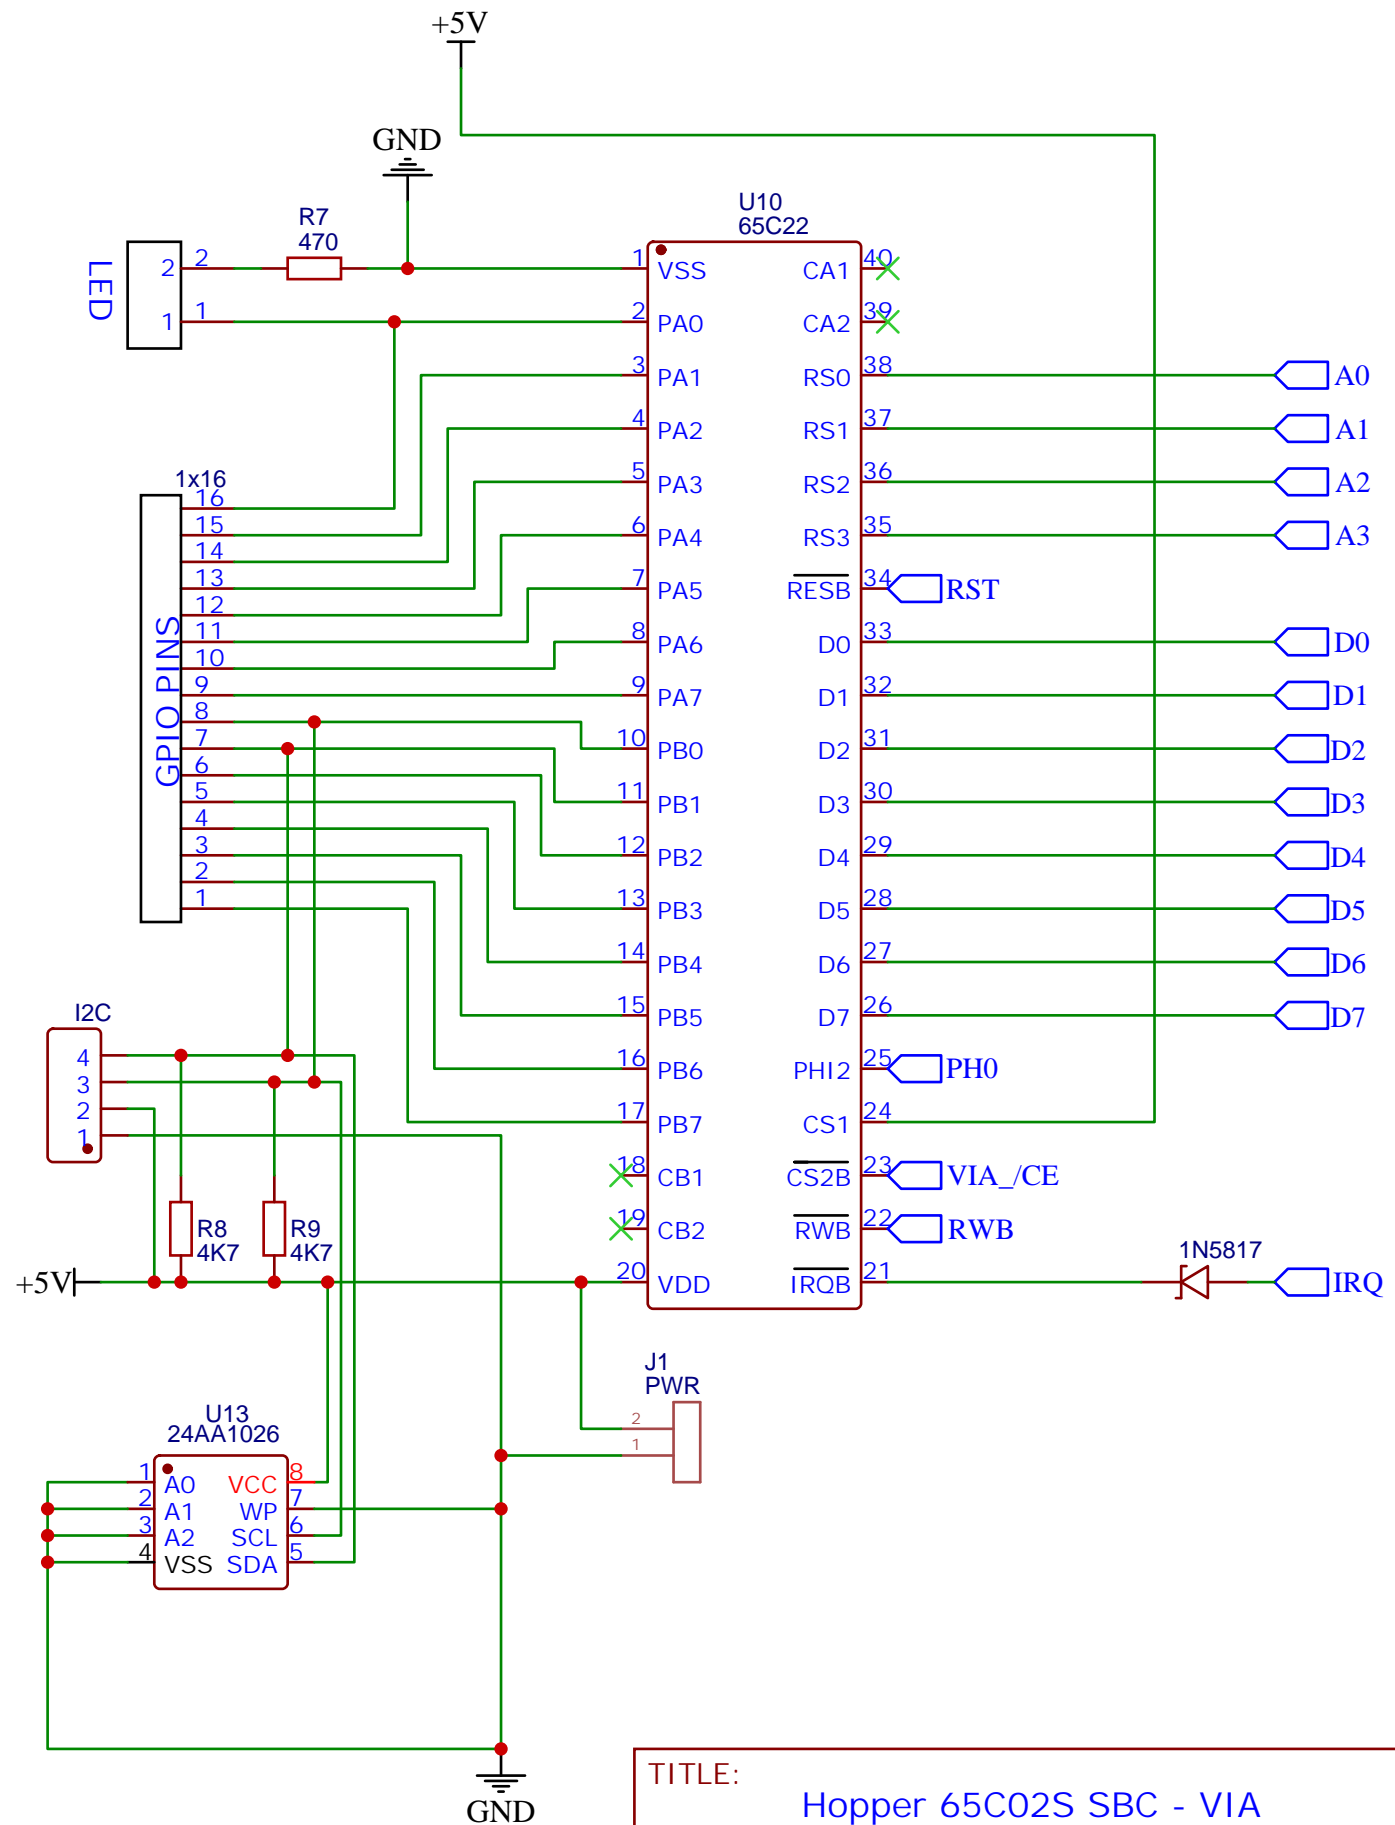 +5V
GND
U10
65C22
R7
470
LED
2 2
1 1
1 VSS CA1 40
2 PA0 CA2 39
3 PA1 RS0 38 A0
4 PA2 RS1 37 A1
5 PA3 RS2 36 A2
6 PA4 RS3 35 A3
7 PA5 RESB 34 RST
8 PA6 D0 33 D0
9 PA7 D1 32 D1
10 PB0 D2 31 D2
11 PB1 D3 30 D3
12 PB2 D4 29 D4
13 PB3 D5 28 D5
14 PB4 D6 27 D6
15 PB5 D7 26 D7
16 PB6 PHI2 25 PH0
17 PB7 CS1 24
18 CB1 CS2B 23 VIA_/CE
19 CB2 RWB 22 RWB
20 VDD IRQB 21 IRQ
1N5817
1x16
GPIO PINS
16
15
14
13
12
11
10
9
8
7
6
5
4
3
2
1
I2C
4
3
2
1
R8
4K7
R9
4K7
+5V
J1
PWR
2
1
U13
24AA1026
1 A0 VCC 8
2 A1 WP 7
3 A2 SCL 6
4 VSS SDA 5
GND
TITLE:
Hopper 65C02S SBC - VIA